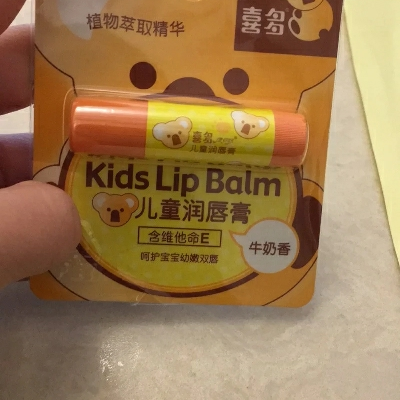 植物萃取精华
喜多
喜多
儿童润唇膏
Kids Lip Balm
儿童润唇膏
含维他命E
牛奶香
呵护宝宝幼嫩双唇